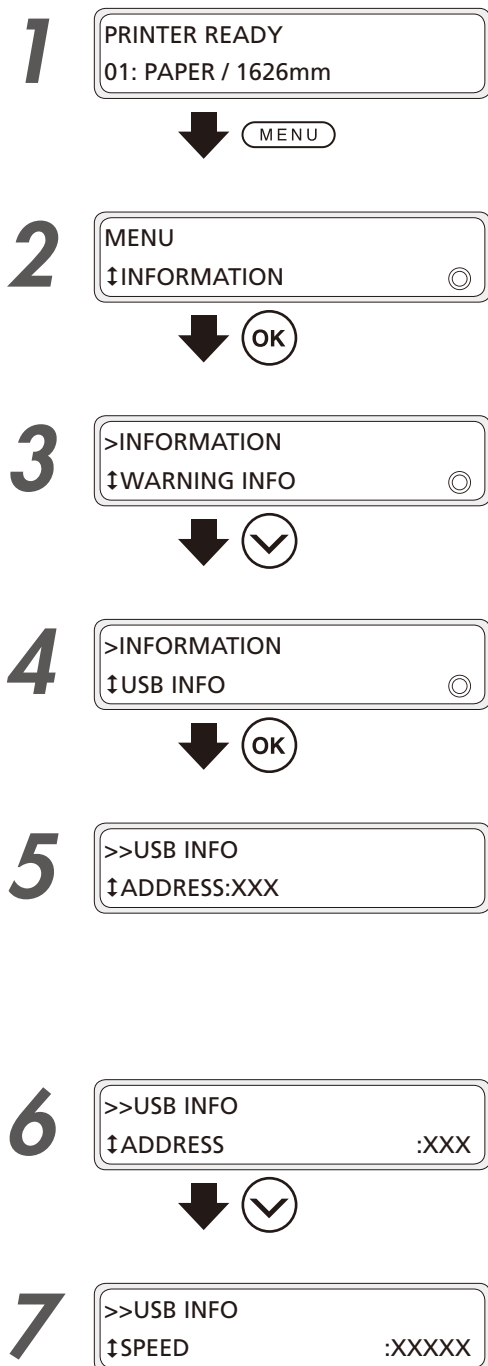 1
PRINTER READY
01: PAPER / 1626mm
MENU
2
MENU
↕INFORMATION ◎
OK
3
>INFORMATION
↕WARNING INFO ◎
4
>INFORMATION
↕USB INFO ◎
OK
5
>>USB INFO
↕ADDRESS:XXX
6
>>USB INFO
↕ADDRESS :XXX
7
>>USB INFO
↕SPEED :XXXXX